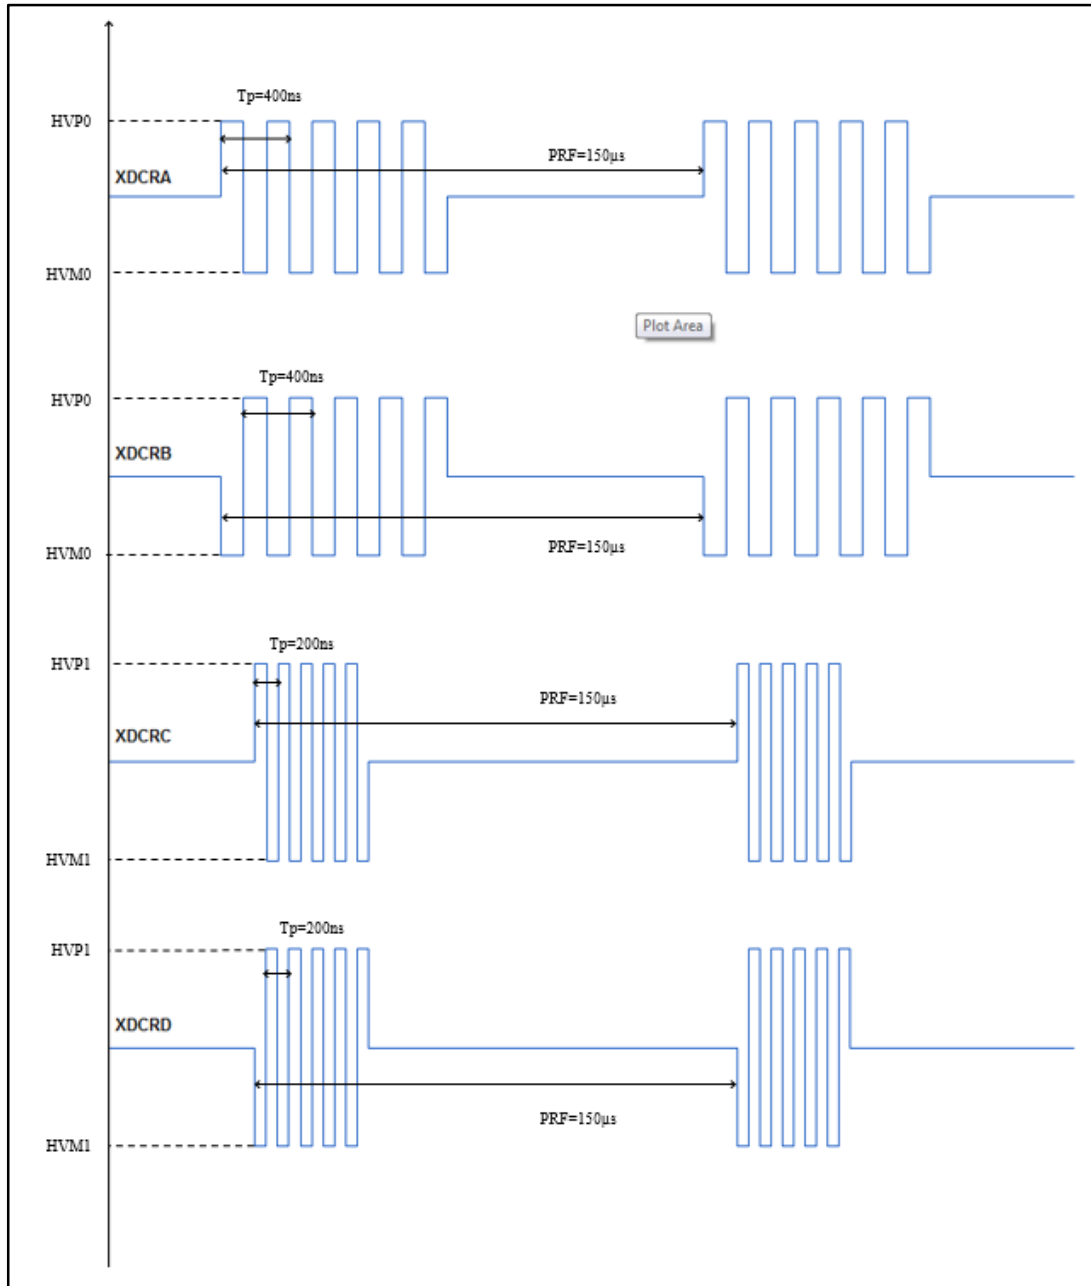 Tp=400ns
HVP0
PRF=150µs
XDCRA
HVM0
Plot Area
Tp=400ns
HVP0
XDCRB
PRF=150µs
HVM0
Tp=200ns
HVP1
PRF=150µs
XDCRC
HVM1
Tp=200ns
HVP1
XDCRD
PRF=150µs
HVM1